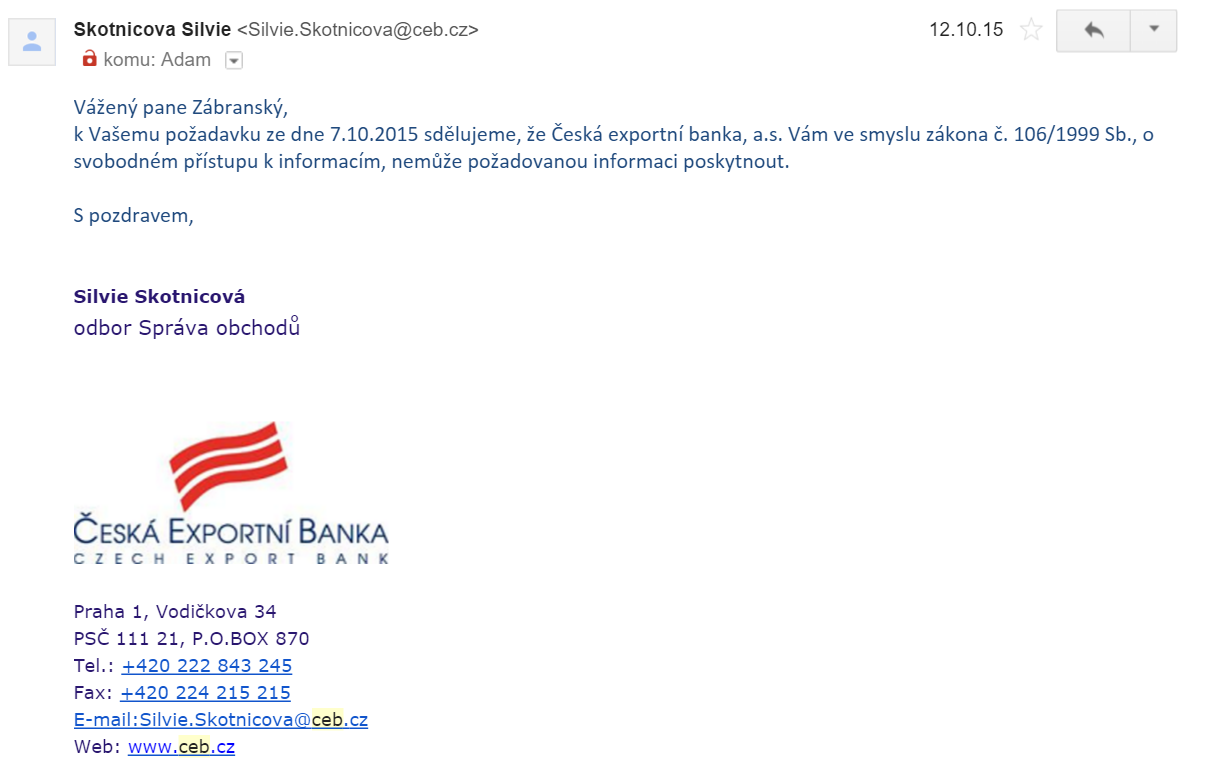 Skotnicova Silvie <Silvie.Skotnicova@ceb.cz>
12.10.15
komu: Adam
Vážený pane Zábranský,
k Vašemu požadavku ze dne 7.10.2015 sdělujeme, že Česká exportní banka, a.s. Vám ve smyslu zákona č. 106/1999 Sb., o
svobodném přístupu k informacím, nemůže požadovanou informaci poskytnout.
S pozdravem,
Silvie Skotnicová
odbor Správa obchodů
ČESKÁ EXPORTNÍ BANKA
CZECH EXPORT BANK
Praha 1, Vodičkova 34
PSČ 111 21, P.O.BOX 870
Tel.: +420 222 843 245
Fax: +420 224 215 215
E-mail:Silvie.Skotnicova@ceb.cz
Web: www.ceb.cz